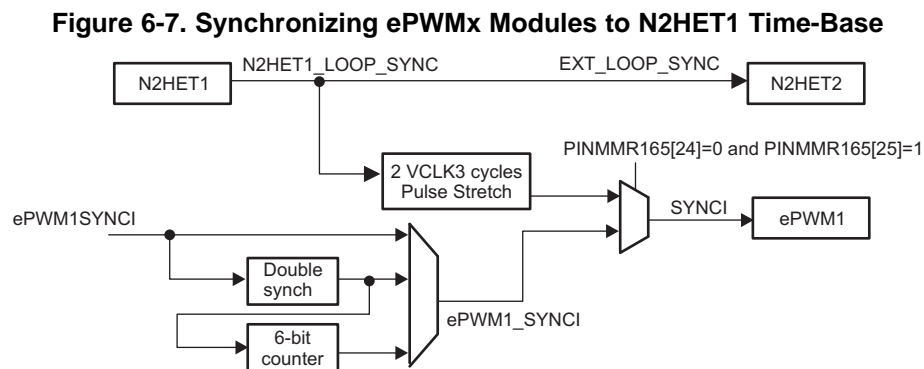 Figure 6-7. Synchronizing ePWMx Modules to N2HET1 Time-Base
N2HET1_LOOP_SYNC
EXT_LOOP_SYNC
N2HET1
N2HET2
PINMMR165[24]=0 and PINMMR165[25]=1
2 VCLK3 cycles
Pulse Stretch
SYNCI
ePWM1
ePWM1SYNCI
Double
synch
ePWM1_SYNCI
6-bit
counter